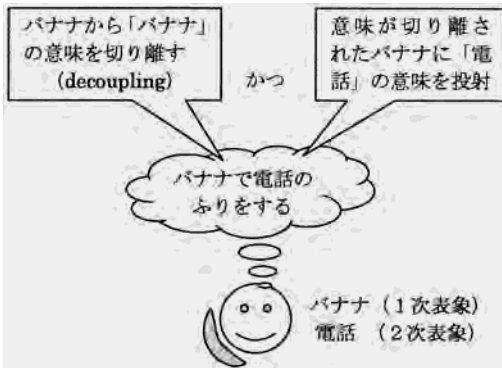 バナナから「バナナ」
の意味を切り離す
(decoupling)
かつ
意味が切り離さ
れたバナナに「電
話」の意味を投射
バナナで電話の
ふりをする
バナナ(1次表象)
電話 (2次表象)